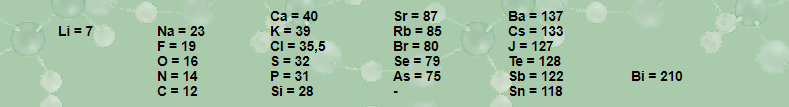 Ca = 40 Sr = 87 Ba = 137
Li = 7 Na = 23 K = 39 Rb = 85 Cs = 133
F = 19 Cl = 35,5 Br = 80 J = 127
O = 16 S = 32 Se = 79 Te = 128
N = 14 P = 31 As = 75 Sb = 122 Bi = 210
C = 12 Si = 28 - Sn = 118